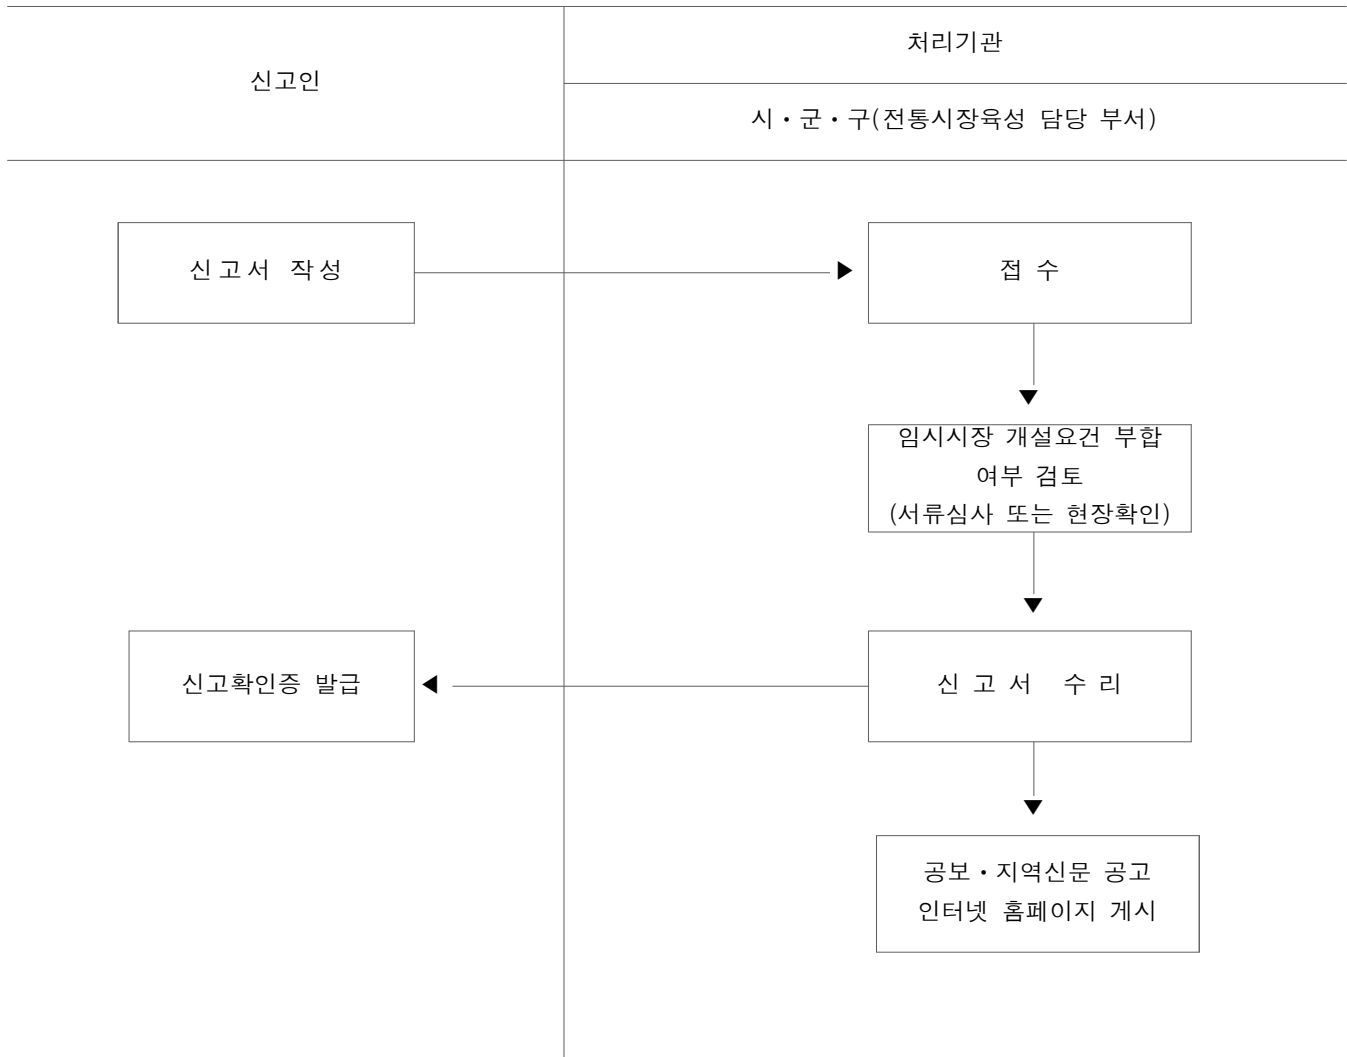 신고인
처리기관
시・군・구(전통시장육성 담당 부서)
신고서 작성
접 수
임시시장 개설요건 부합
여부 검토
(서류심사 또는 현장확인)
신고확인증 발급
신 고 서 수 리
공보・지역신문 공고
인터넷 홈페이지 게시